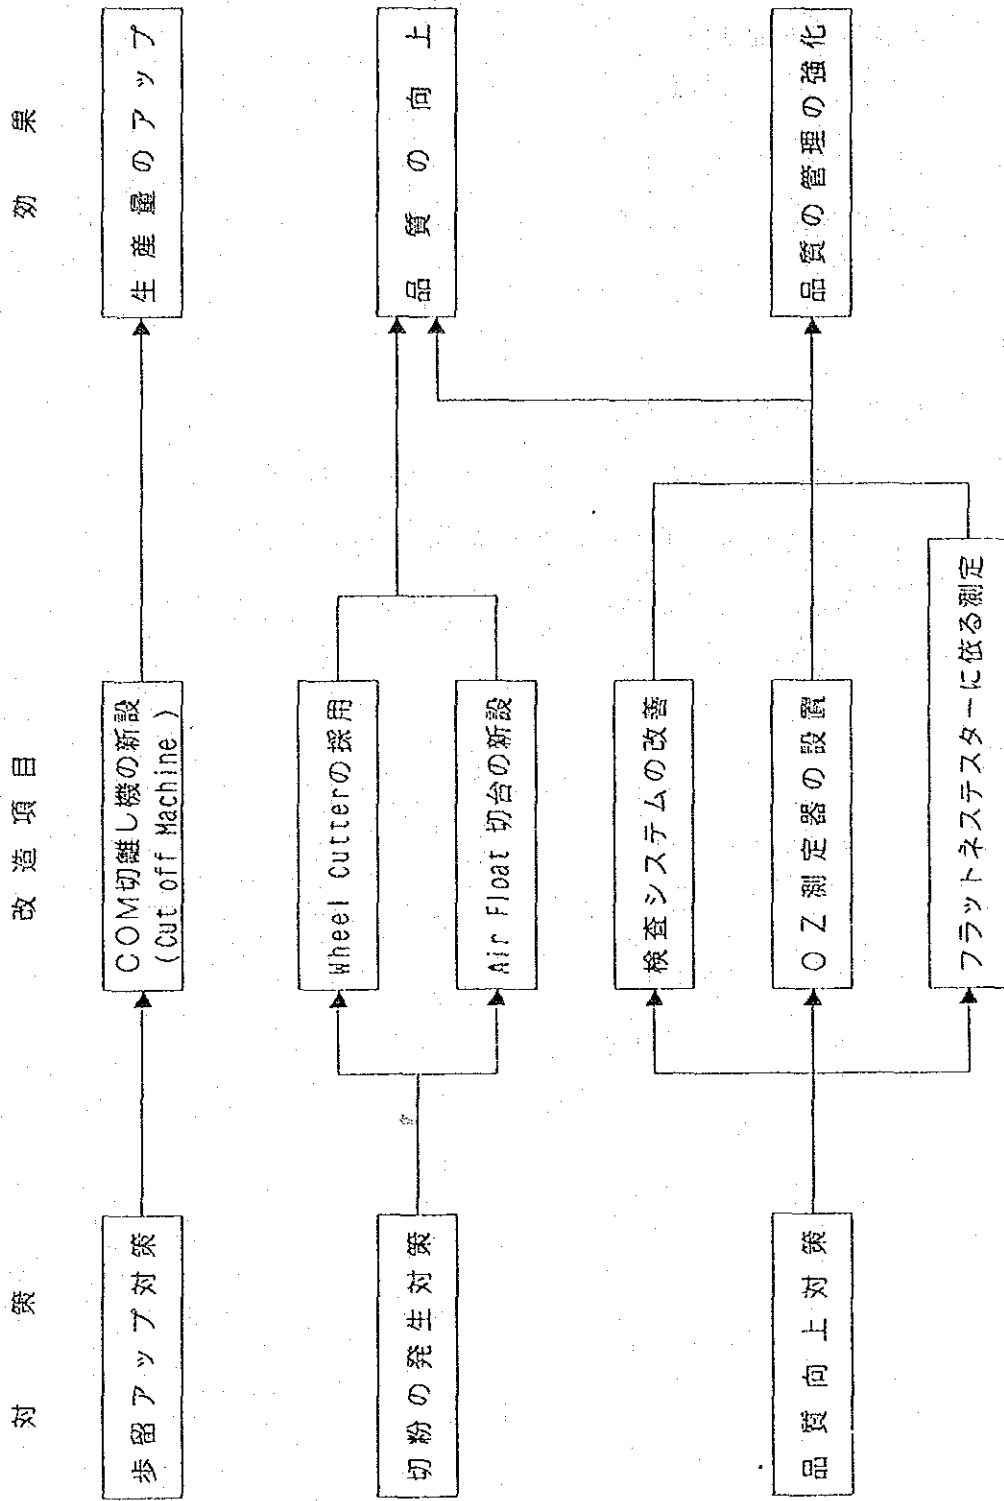 対策
改造項目
効果
歩留アップ対策
COM切離し機の新設
(Cut off Machine)
生産量のアップ
切粉の発生対策
Wheel Cutterの採用
Air Float 切台の新設
品質の向上
品質向上対策
検査システムの改善
OZ測定器の設置
フラットネステスターに依る測定
品質の管理の強化